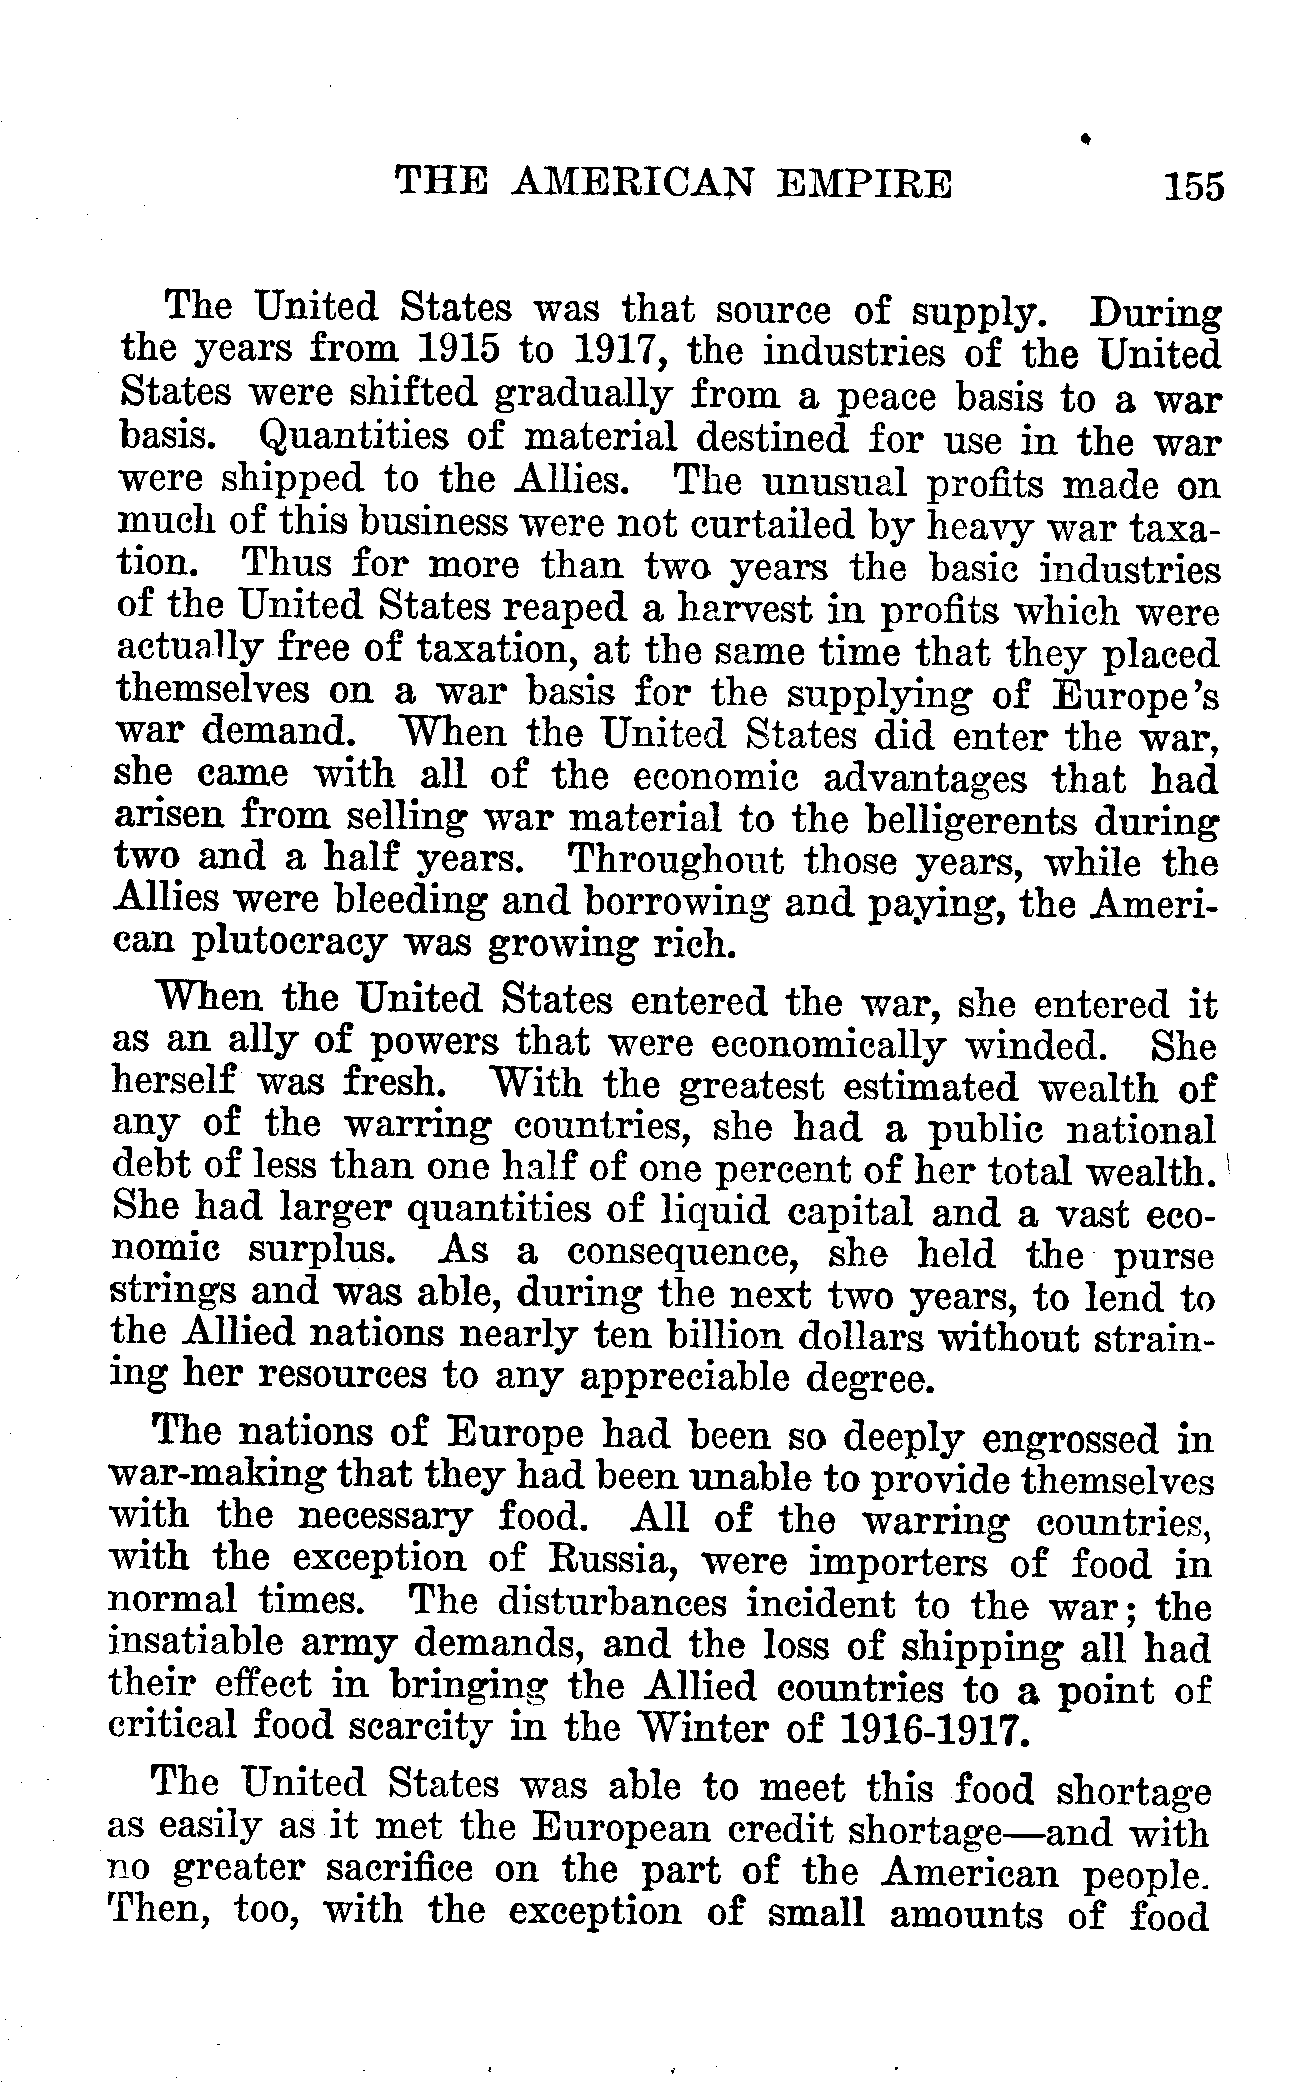 THE AMERICAN EMPIRE 155
The United States was that source of supply. During
the years from 1915 to 1917, the industries of the United
States were shifted gradually from a peace basis to a war
basis. Quantities of material destined for use in the war
were shipped to the Allies. The unusual profits made on
much of this business were not curtailed by heavy war taxa-
tion. Thus for more than two years the basic industries
of the United States reaped a harvest in profits which were
actually free of taxation, at the same time that they placed
themselves on a war basis for the supplying of Europe's
war demand. When the United States did enter the war,
she came with all of the economic advantages that had
arisen from selling war material to the belligerents during
two and a half years. Throughout those years, while the
Allies were bleeding and borrowing and paying, the Ameri-
can plutocracy was growing rich.
When the United States entered the war, she entered it
as an ally of powers that were economically winded. She
herself was fresh. With the greatest estimated wealth of
any of the warring countries, she had a public national
debt of less than one half of one percent of her total wealth.
She had larger quantities of liquid capital and a vast eco-
nomic surplus. As a consequence, she held the purse
strings and was able, during the next two years, to lend to
the Allied nations nearly ten billion dollars without strain-
ing her resources to any appreciable degree.
The nations of Europe had been so deeply engrossed in
war-making that they had been unable to provide themselves
with the necessary food. All of the warring countries,
with the exception of Russia, were importers of food in
normal times. The disturbances incident to the war; the
insatiable army demands, and the loss of shipping all had
their effect in bringing the Allied countries to a point of
critical food scarcity in the Winter of 1916-1917.
The United States was able to meet this food shortage
as easily as it met the European credit shortage—and with
no greater sacrifice on the part of the American people.
Then, too, with the exception of small amounts of food